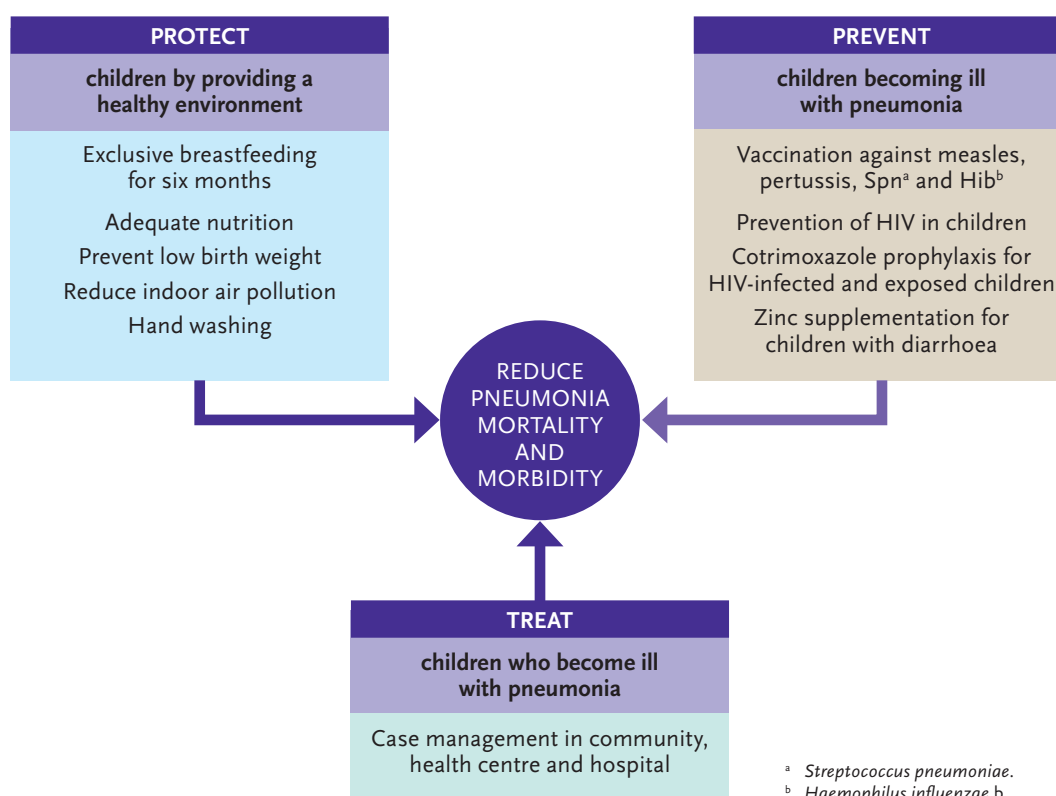 PROTECT
children by providing a
healthy environment
Exclusive breastfeeding
for six months
Adequate nutrition
Prevent low birth weight
Reduce indoor air pollution
Hand washing
PREVENT
children becoming ill
with pneumonia
Vaccination against measles,
pertussis, Spnᵃ and Hibᵇ
Prevention of HIV in children
Cotrimoxazole prophylaxis for
HIV-infected and exposed children
Zinc supplementation for
children with diarrhoea
REDUCE
PNEUMONIA
MORTALITY
AND
MORBIDITY
TREAT
children who become ill
with pneumonia
Case management in community,
health centre and hospital
ᵃ Streptococcus pneumoniae.
ᵇ Haemophilus influenzae b